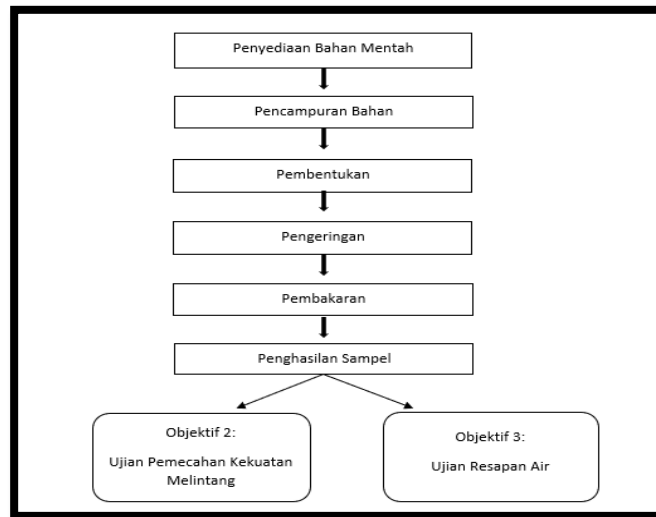 Penyediaan Bahan Mentah
Pencampuran Bahan
Pembentukan
Pengeringan
Pembakaran
Penghasilan Sampel
Objektif 2:
Ujian Pemecahan Kekuatan
Melintang
Objektif 3:
Ujian Resapan Air